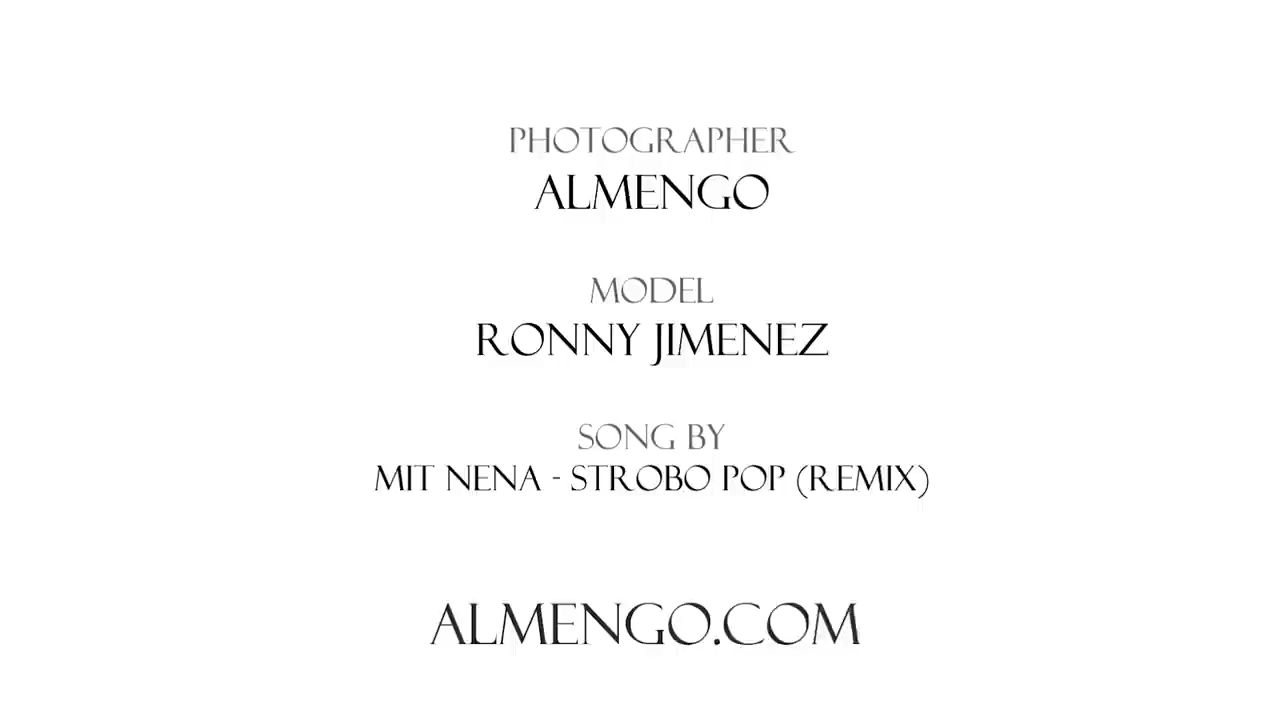 PHOTOGRAPHER
ALMENGO
MODEL
RONNY JIMENEZ
SONG BY
MIT NENA - STROBO POP (REMIX)
ALMENGO.COM